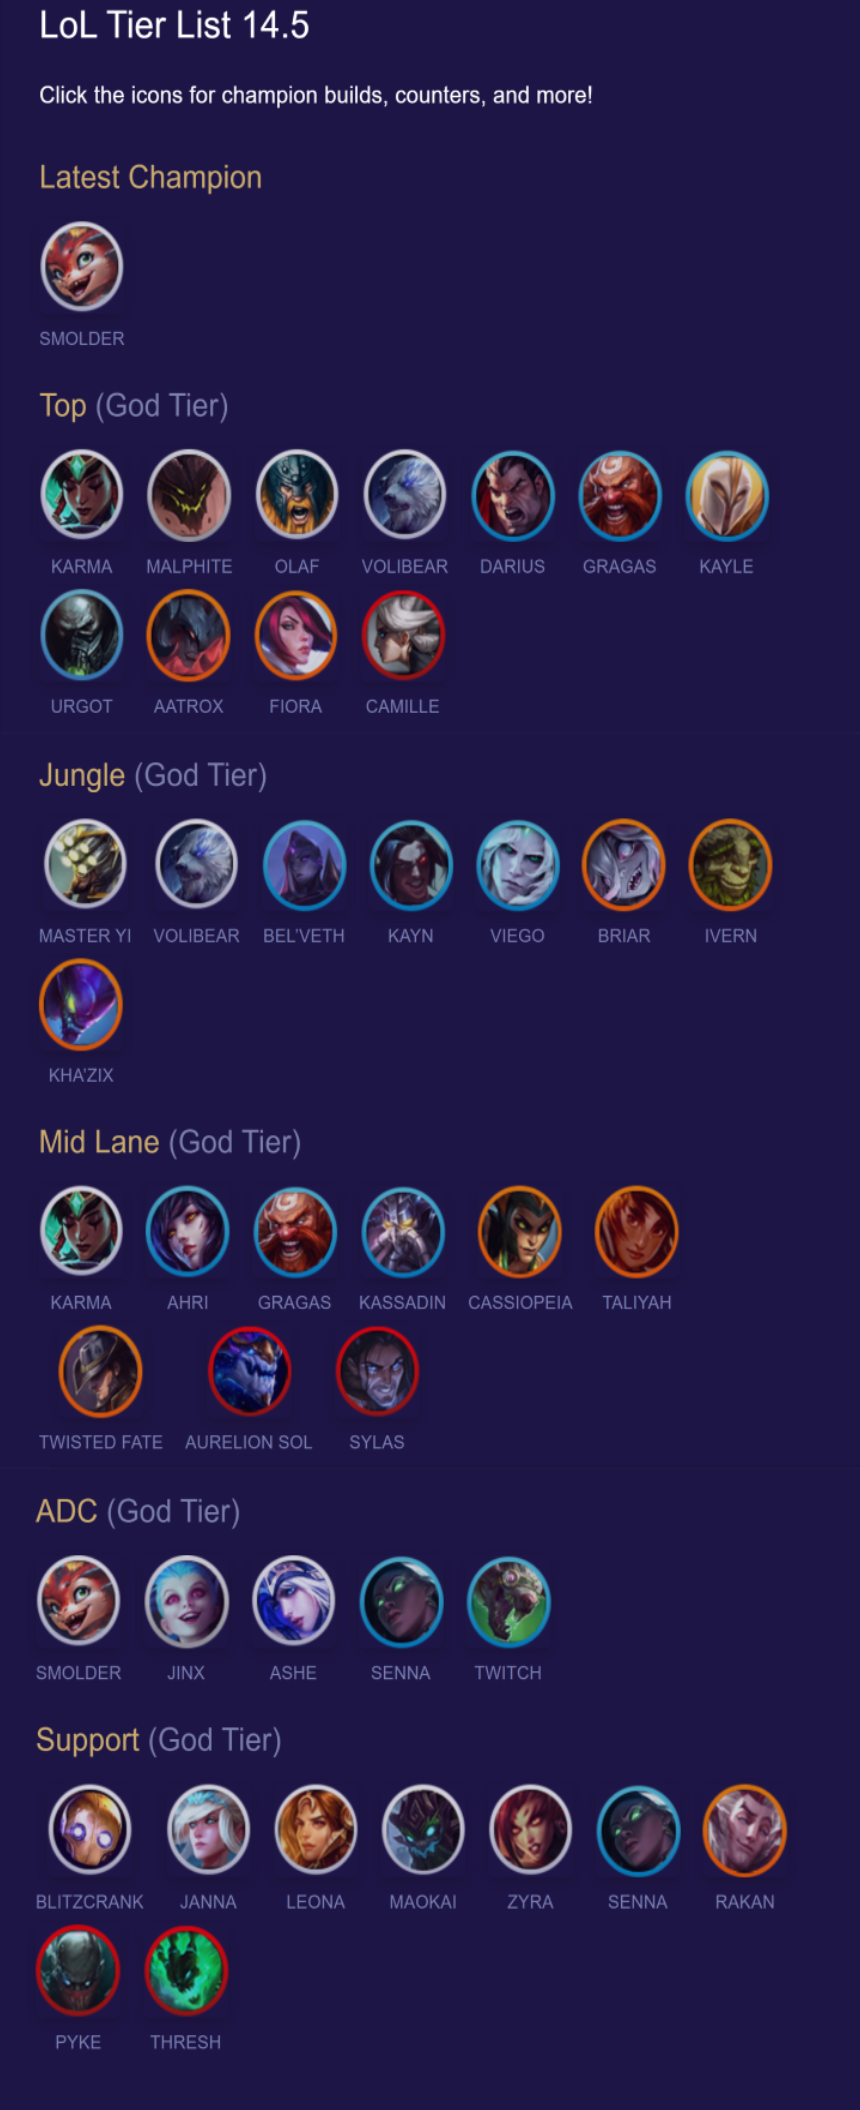 LoL Tier List 14.5
Click the icons for champion builds, counters, and more!
Latest Champion
SMOLDER
Top (God Tier)
KARMA MALPHITE OLAF VOLIBEAR DARIUS GRAGAS KAYLE
URGOT AATROX FIORA CAMILLE
Jungle (God Tier)
MASTER YI VOLIBEAR BEL'VETH KAYN VIEGO BRIAR IVERN
KHA'ZIX
Mid Lane (God Tier)
KARMA AHRI GRAGAS KASSADIN CASSIOPEIA TALIYAH
TWISTED FATE AURELION SOL SYLAS
ADC (God Tier)
SMOLDER JINX ASHE SENNA TWITCH
Support (God Tier)
BLITZCRANK JANNA LEONA MAOKAI ZYRA SENNA RAKAN
PYKE THRESH